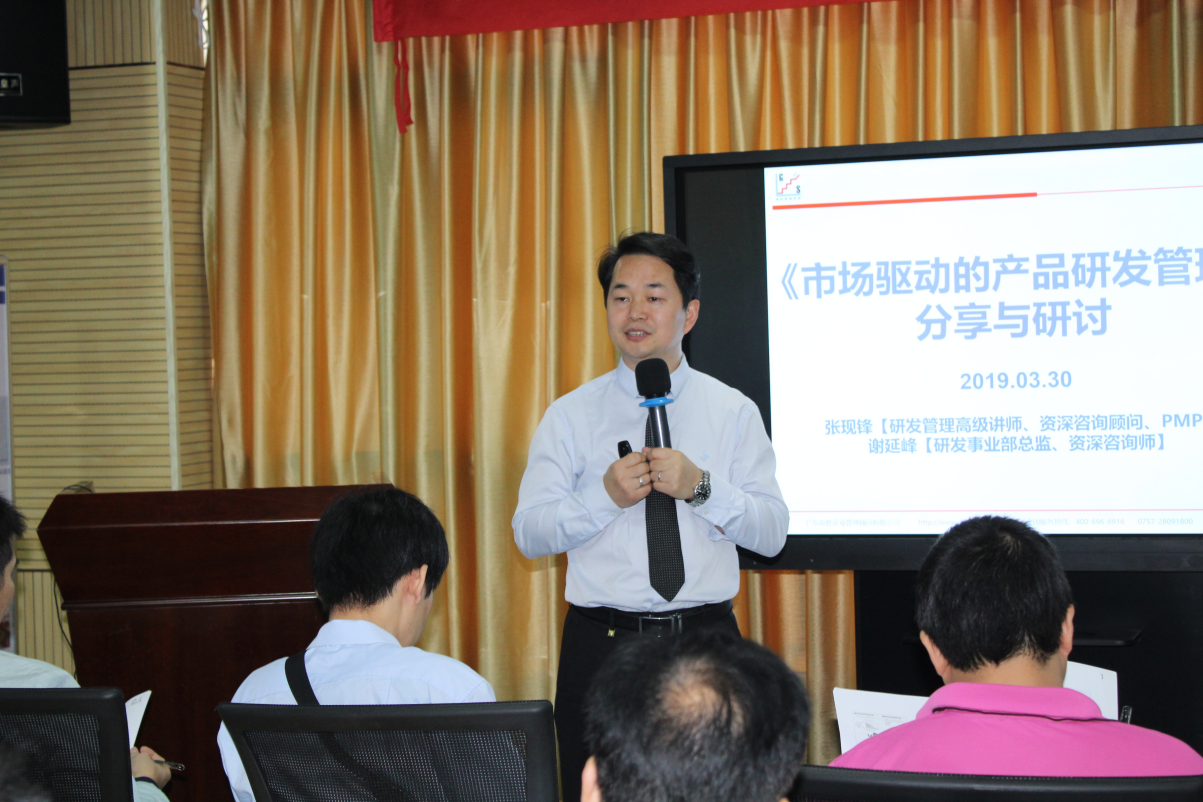 G
S
《市场驱动的产品研发管理
分享与研讨
2019.03.30
张现锋【研发管理高级讲师、资深咨询顾问、PMP
谢延峰【研发事业部总监、资深咨询师】